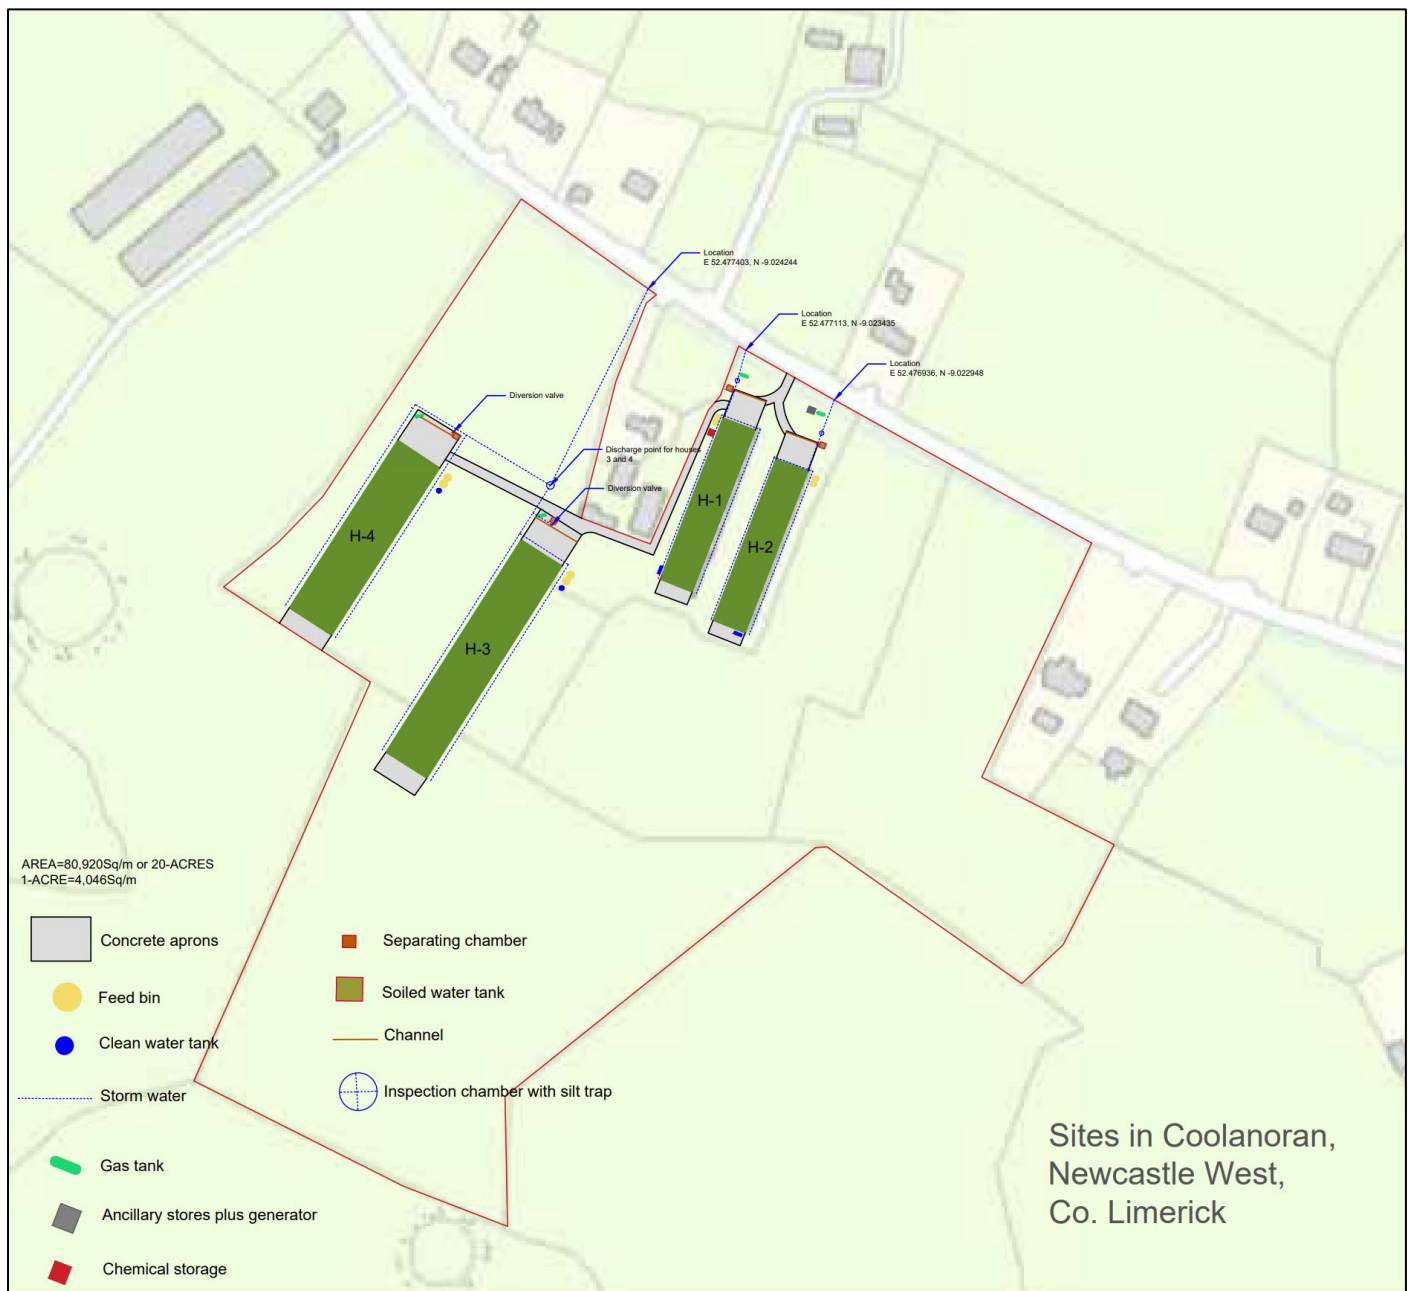 Location
E 52.477403, N -9.024244
Location
E 52.477113, N -9.023435
Location
E 52.476936, N -9.022948
Diversion valve
Discharge point for houses
3 and 4
Diversion valve
H-1
H-2
H-4
H-3
AREA=80,920Sq/m or 20-ACRES
1-ACRE=4,046Sq/m
Concrete aprons
Separating chamber
Feed bin
Soiled water tank
Clean water tank
Channel
Storm water
Inspection chamber with silt trap
Gas tank
Ancillary stores plus generator
Chemical storage
Sites in Coolanoran,
Newcastle West,
Co. Limerick